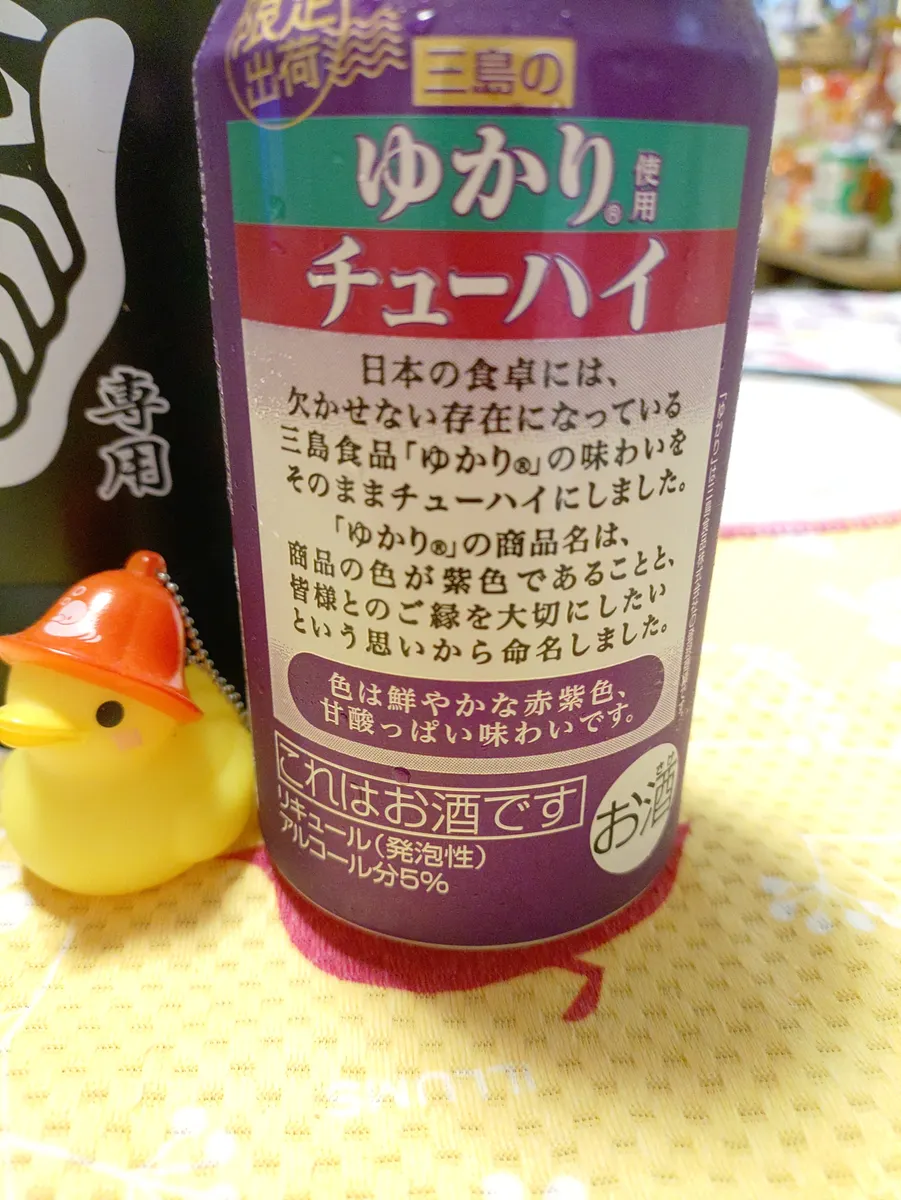 限定
出荷
三島の
ゆかり®使用
チューハイ
日本の食卓には、
欠かせない存在になっている
三島食品「ゆかり®」の味わいを
そのままチューハイにしました。
「ゆかり®」の商品名は、
商品の色が紫色であることと、
皆様とのご縁を大切にしたい
という思いから命名しました。
色は鮮やかな赤紫色、
甘酸っぱい味わいです。
これはお酒です
リキュール(発泡性)
アルコール分5%
お酒
専用